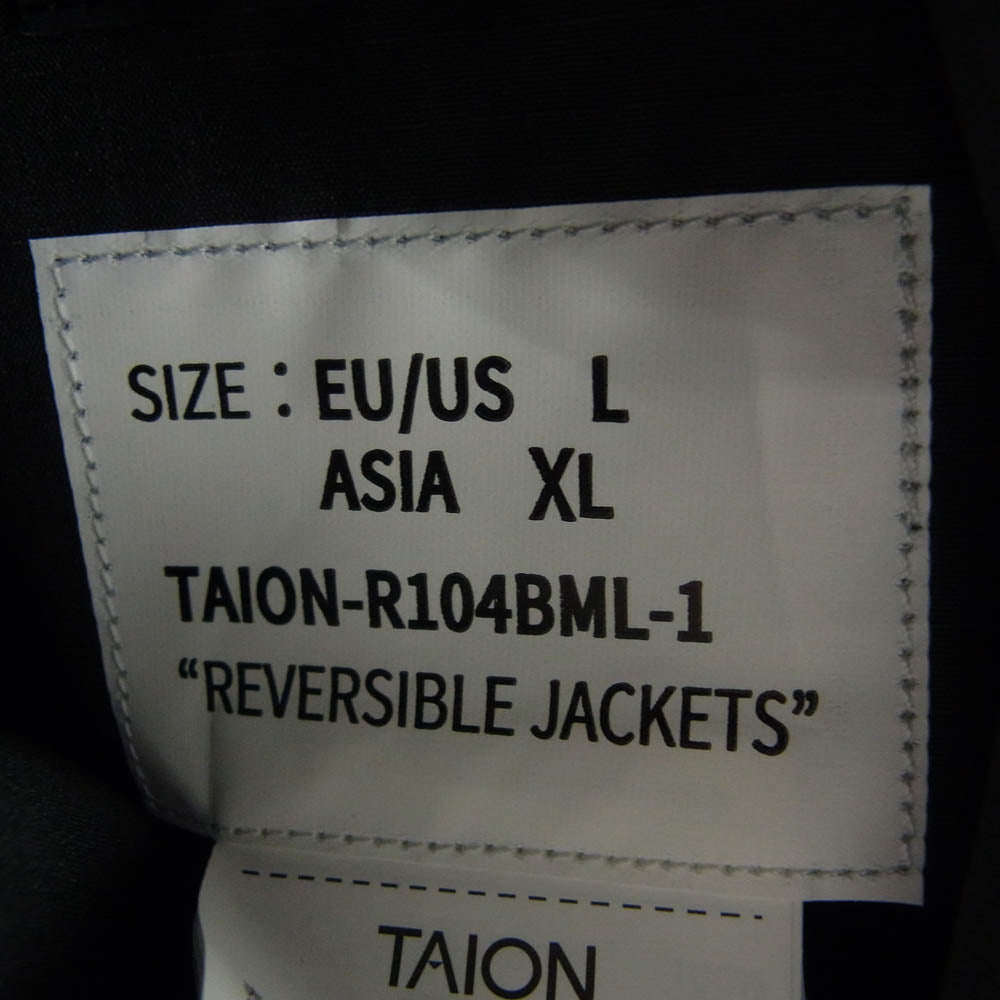 SIZE : EU/US L
ASIA XL
TAION-R104BML-1
“REVERSIBLE JACKETS”
TAION